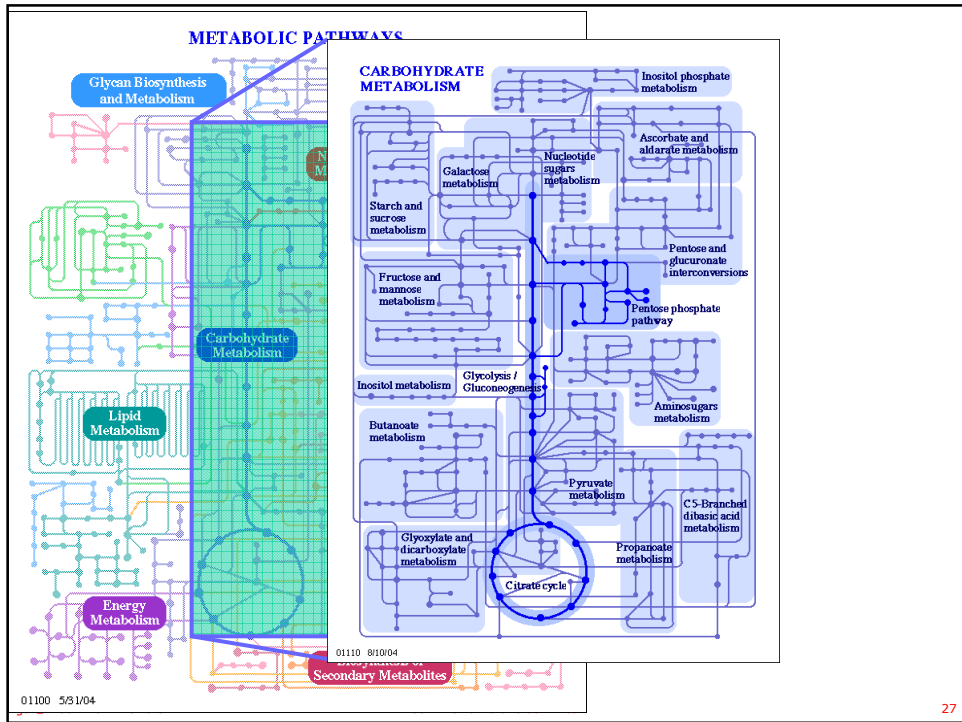 METABOLIC PATHWAYS
Glycan Biosynthesis
and Metabolism
Carbohydrate
Metabolism
Lipid
Metabolism
Energy
Metabolism
Biosynthesis of
Secondary Metabolites
01100 5/31/04
CARBOHYDRATE
METABOLISM
Inositol phosphate
metabolism
Ascorbate and
aldarate metabolism
Nucleotide
sugars
metabolism
Galactose
metabolism
Starch and
sucrose
metabolism
Pentose and
glucuronate
interconversions
Fructose and
mannose
metabolism
Pentose phosphate
pathway
Glycolysis /
Gluconeogenesis
Inositol metabolism
Aminosugars
metabolism
Butanoate
metabolism
Pyruvate
metabolism
C5-Branched
dibasic acid
metabolism
Glyoxylate and
dicarboxylate
metabolism
Propanoate
metabolism
Citrate cycle
01110 8/10/04
27